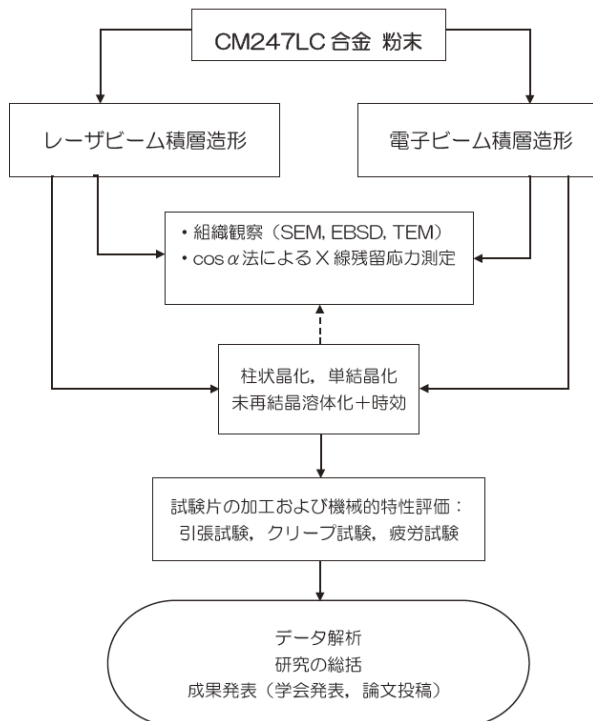 CM247LC 合金 粉末
レーザビーム積層造形
電子ビーム積層造形
・組織観察（SEM, EBSD, TEM）
・cosα法によるX線残留応力測定
柱状晶化，単結晶化
未再結晶溶体化＋時効
試験片の加工および機械的特性評価：
引張試験，クリープ試験，疲労試験
データ解析
研究の総括
成果発表（学会発表，論文投稿）